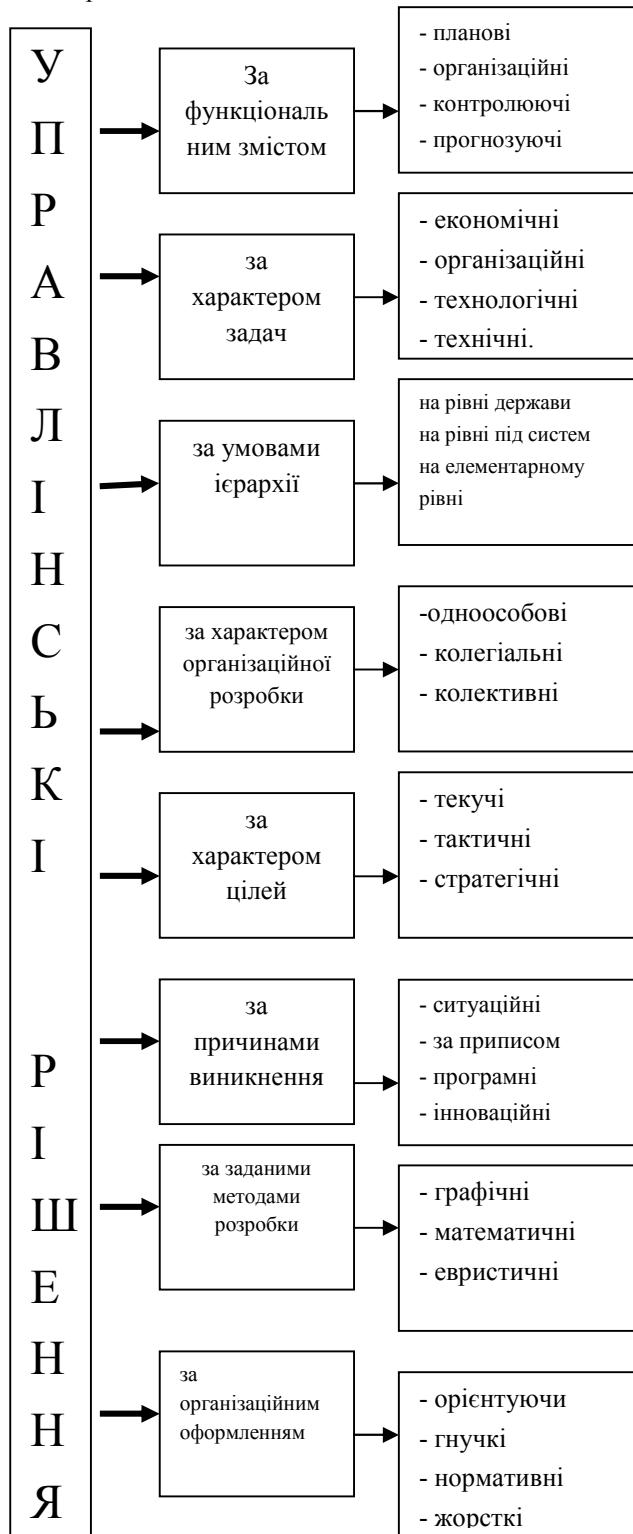 У
П
Р
А
В
Л
І
Н
С
Ь
К
І
Р
І
Ш
Е
Н
Н
Я
За
функціональ
ним змістом
- планові
- організаційні
- контролюючі
- прогнозуючі
за
характером
задач
- економічні
- організаційні
- технологічні
- технічні.
за умовами
ієрархії
на рівні держави
на рівні під систем
на елементарному
рівні
за характером
організаційної
розробки
-одноособові
- колегіальні
- колективні
за
характером
цілей
- текучі
- тактичні
- стратегічні
за
причинами
виникнення
- ситуаційні
- за приписом
- програмні
- інноваційні
за заданими
методами
розробки
- графічні
- математичні
- евристичні
за
організаційним
оформленням
- орієнтуючи
- гнучкі
- нормативні
- жорсткі